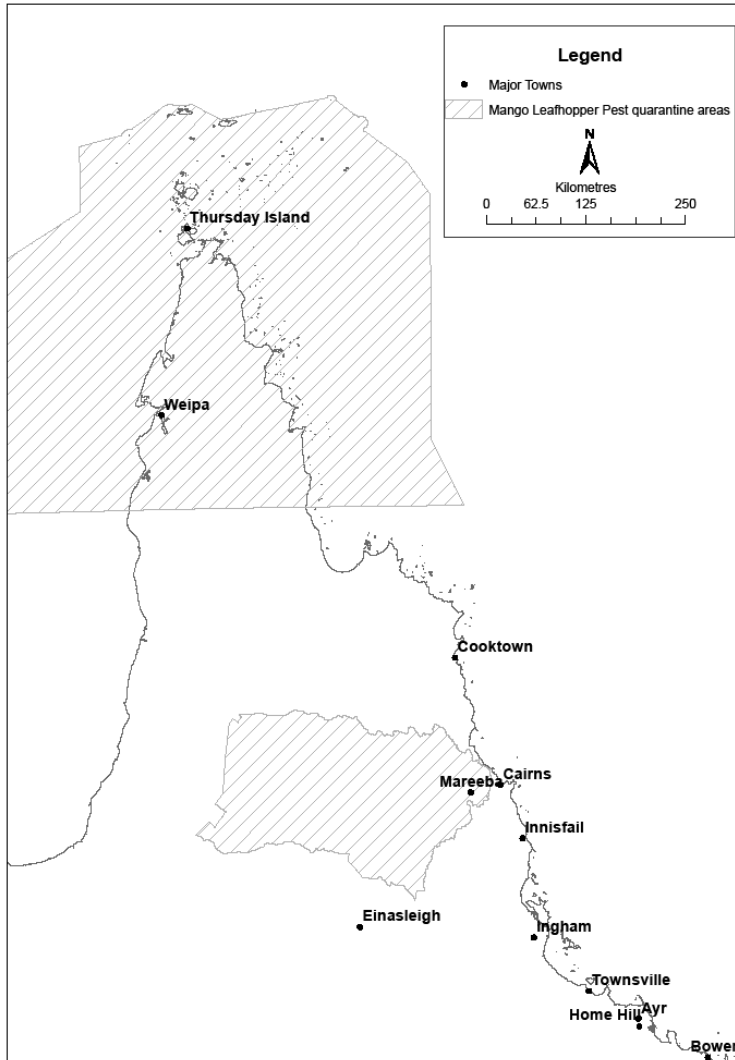 Legend
Major Towns
Mango Leafhopper Pest quarantine areas
N
Kilometres
0 62.5 125 250
Thursday Island
Weipa
Cooktown
Cairns
Mareeba
Innisfail
Einasleigh
Ingham
Townsville
Ayr
Home Hill
Bowen